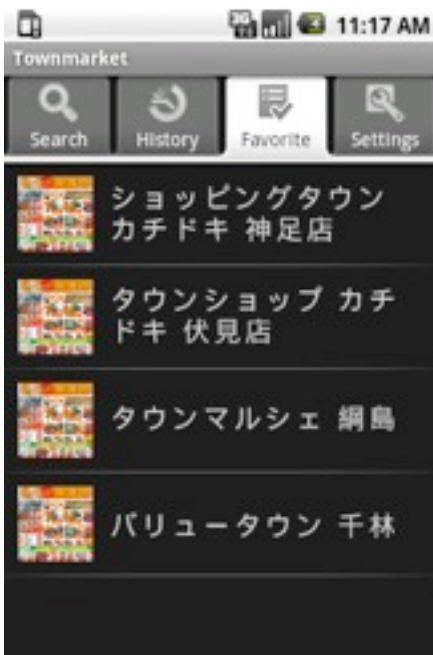 3G
11:17 AM
Townmarket
Search
History
Favorite
Settings
ショッピングタウン
カチドキ 神足店
タウンショップ カチ
ドキ 伏見店
タウンマルシェ 綱島
バリュータウン 千林